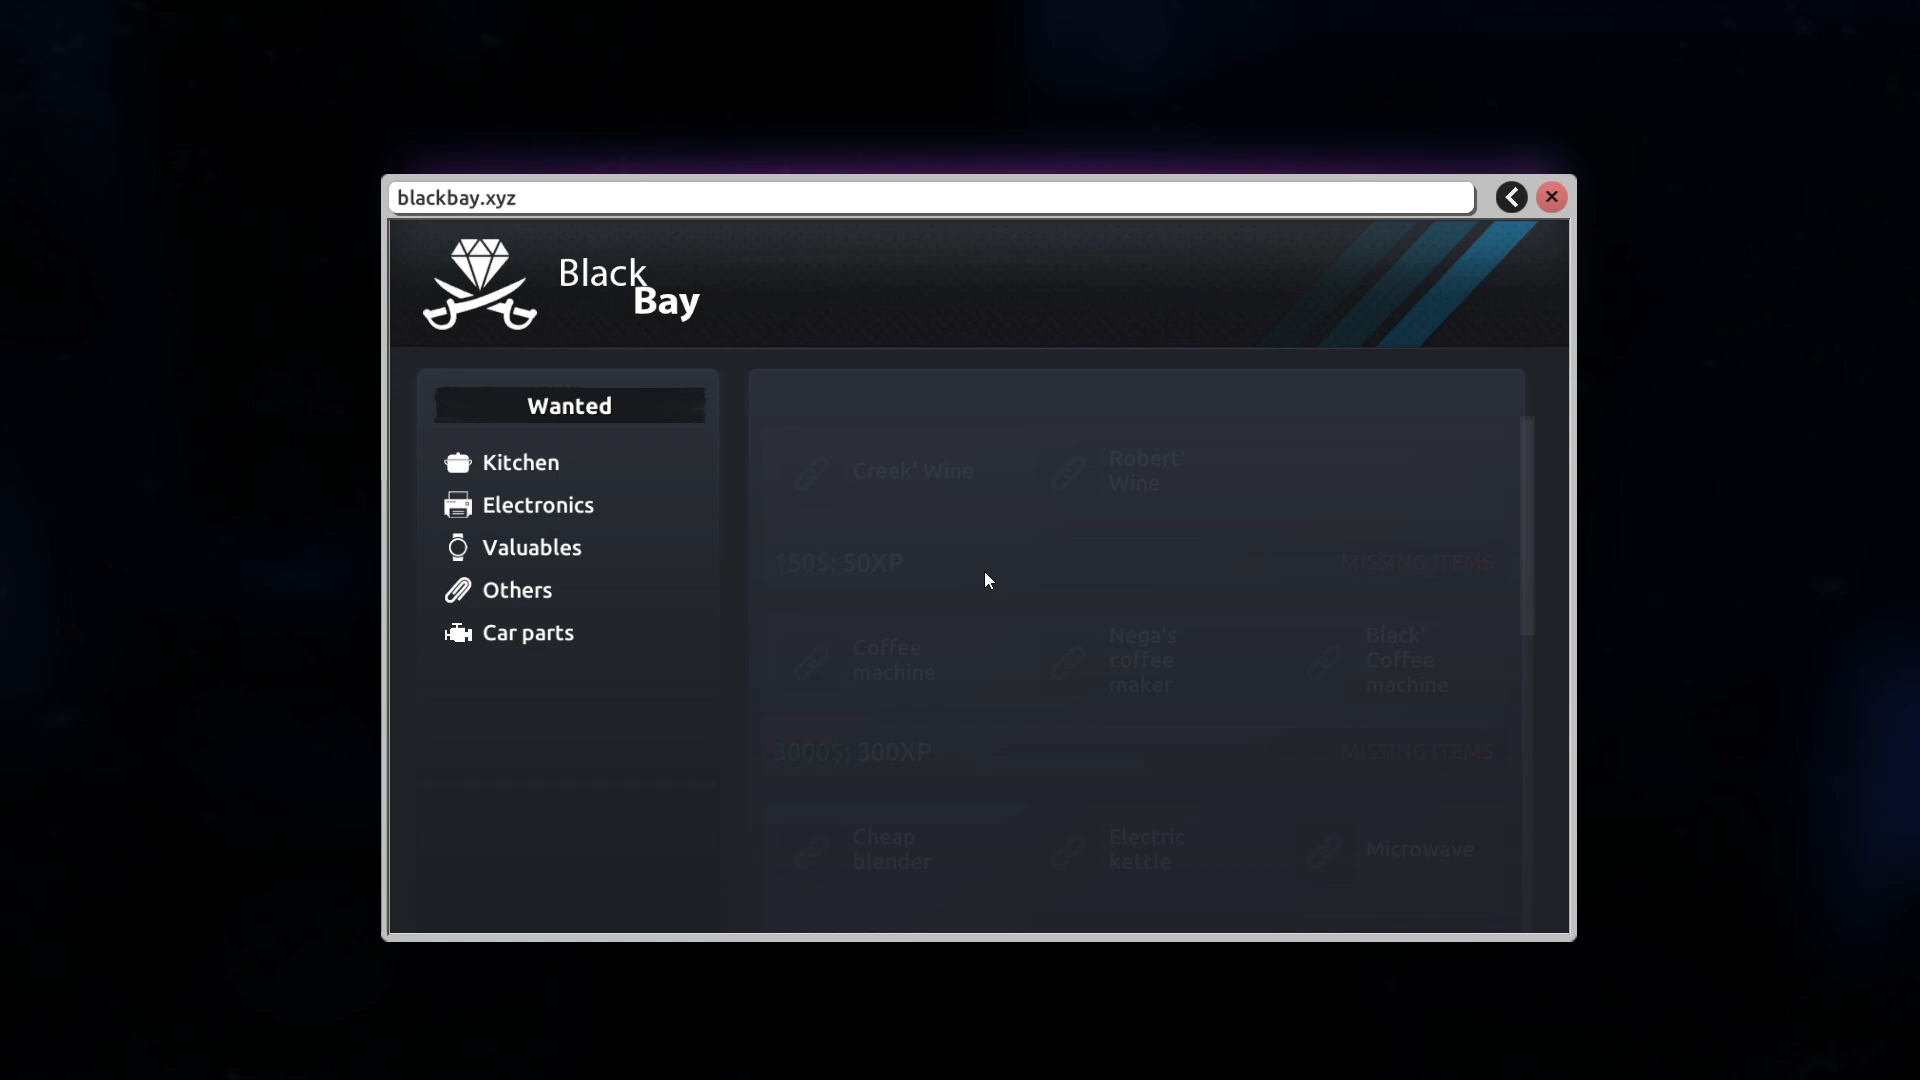 blackbay.xyz
Black
Bay
Wanted
Kitchen
Electronics
Valuables
Others
Car parts
Creek' Wine
Robert'
Wine
150$; 50XP
MISSING ITEMS
Coffee
machine
Nega's
coffee
maker
Black'
Coffee
machine
3000$; 300XP
MISSING ITEMS
Cheap
blender
Electric
kettle
Microwave